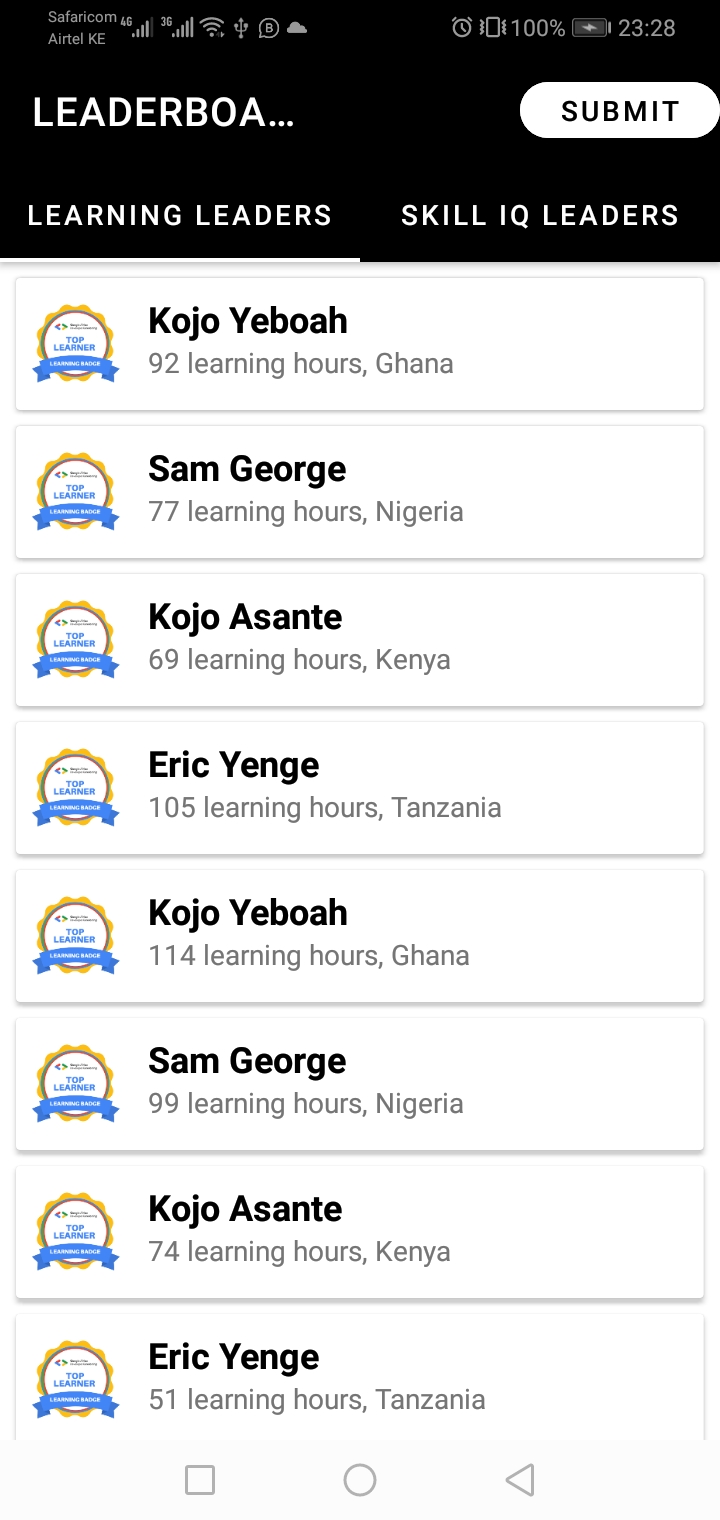 Safaricom 4G 3G 100% 23:28
Airtel KE
LEADERBOA...
SUBMIT
LEARNING LEADERS
SKILL IQ LEADERS
TOP
LEARNER
LEARNING BADGE
Kojo Yeboah
92 learning hours, Ghana
TOP
LEARNER
LEARNING BADGE
Sam George
77 learning hours, Nigeria
TOP
LEARNER
LEARNING BADGE
Kojo Asante
69 learning hours, Kenya
TOP
LEARNER
LEARNING BADGE
Eric Yenge
105 learning hours, Tanzania
TOP
LEARNER
LEARNING BADGE
Kojo Yeboah
114 learning hours, Ghana
TOP
LEARNER
LEARNING BADGE
Sam George
99 learning hours, Nigeria
TOP
LEARNER
LEARNING BADGE
Kojo Asante
74 learning hours, Kenya
TOP
LEARNER
LEARNING BADGE
Eric Yenge
51 learning hours, Tanzania